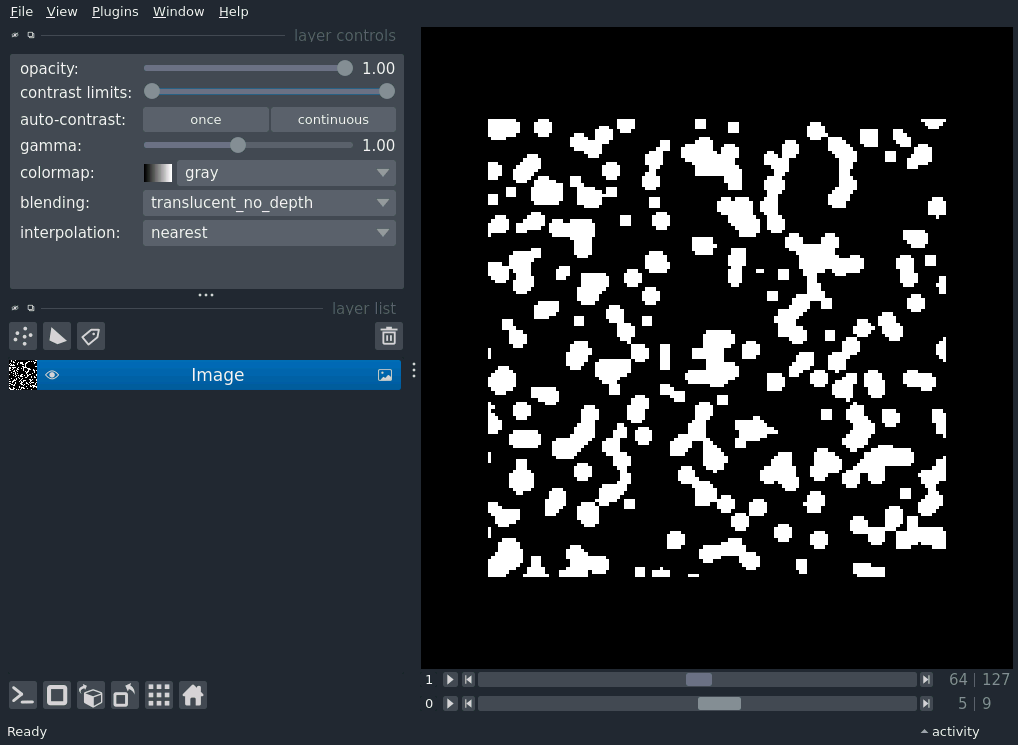 File View Plugins Window Help
layer controls
opacity: 1.00
contrast limits:
auto-contrast: once continuous
gamma: 1.00
colormap: gray
blending: translucent_no_depth
interpolation: nearest
layer list
Image
1 64 | 127
0 5 | 9
Ready activity